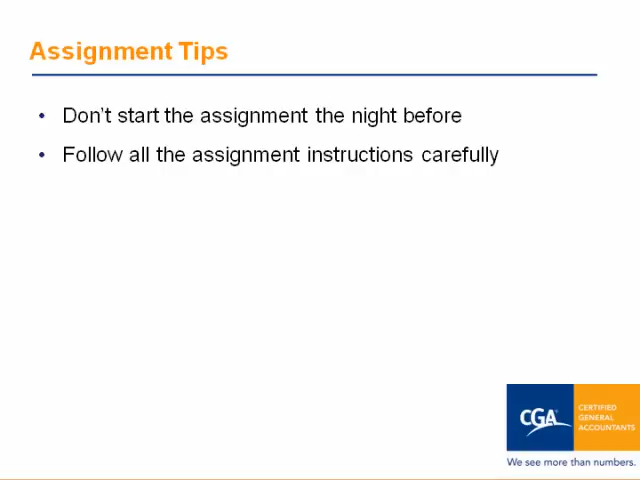 Assignment Tips
• Don't start the assignment the night before
• Follow all the assignment instructions carefully
CGA
CERTIFIED
GENERAL
ACCOUNTANTS
We see more than numbers.